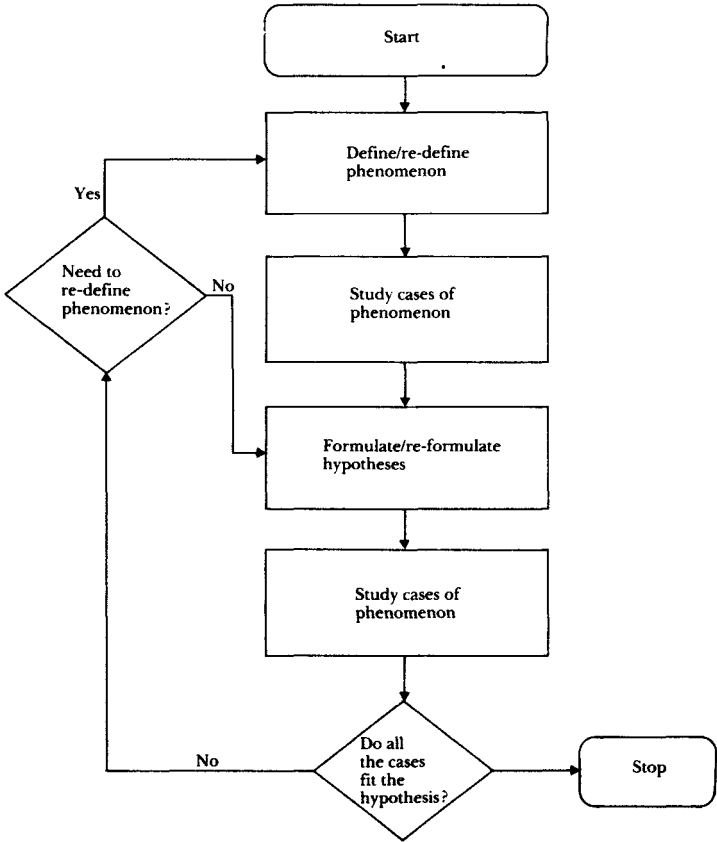 Start
Define/re-define
phenomenon
Yes
Need to
re-define
phenomenon?
No
Study cases of
phenomenon
Formulate/re-formulate
hypotheses
Study cases of
phenomenon
Do all
the cases
fit the
hypothesis?
No
Stop